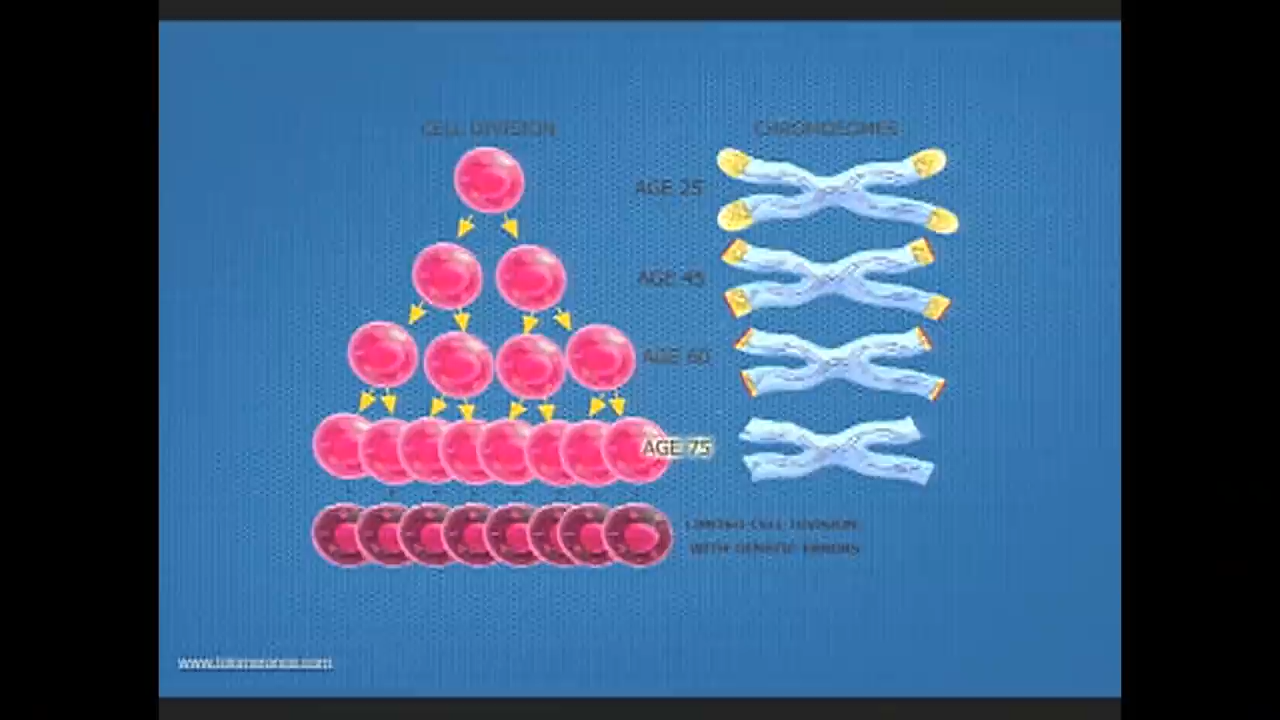 CELL DIVISION
CHROMOSOMES
AGE 25
AGE 45
AGE 60
AGE 75
LIMITED CELL DIVISION
WITH GENETIC ERRORS